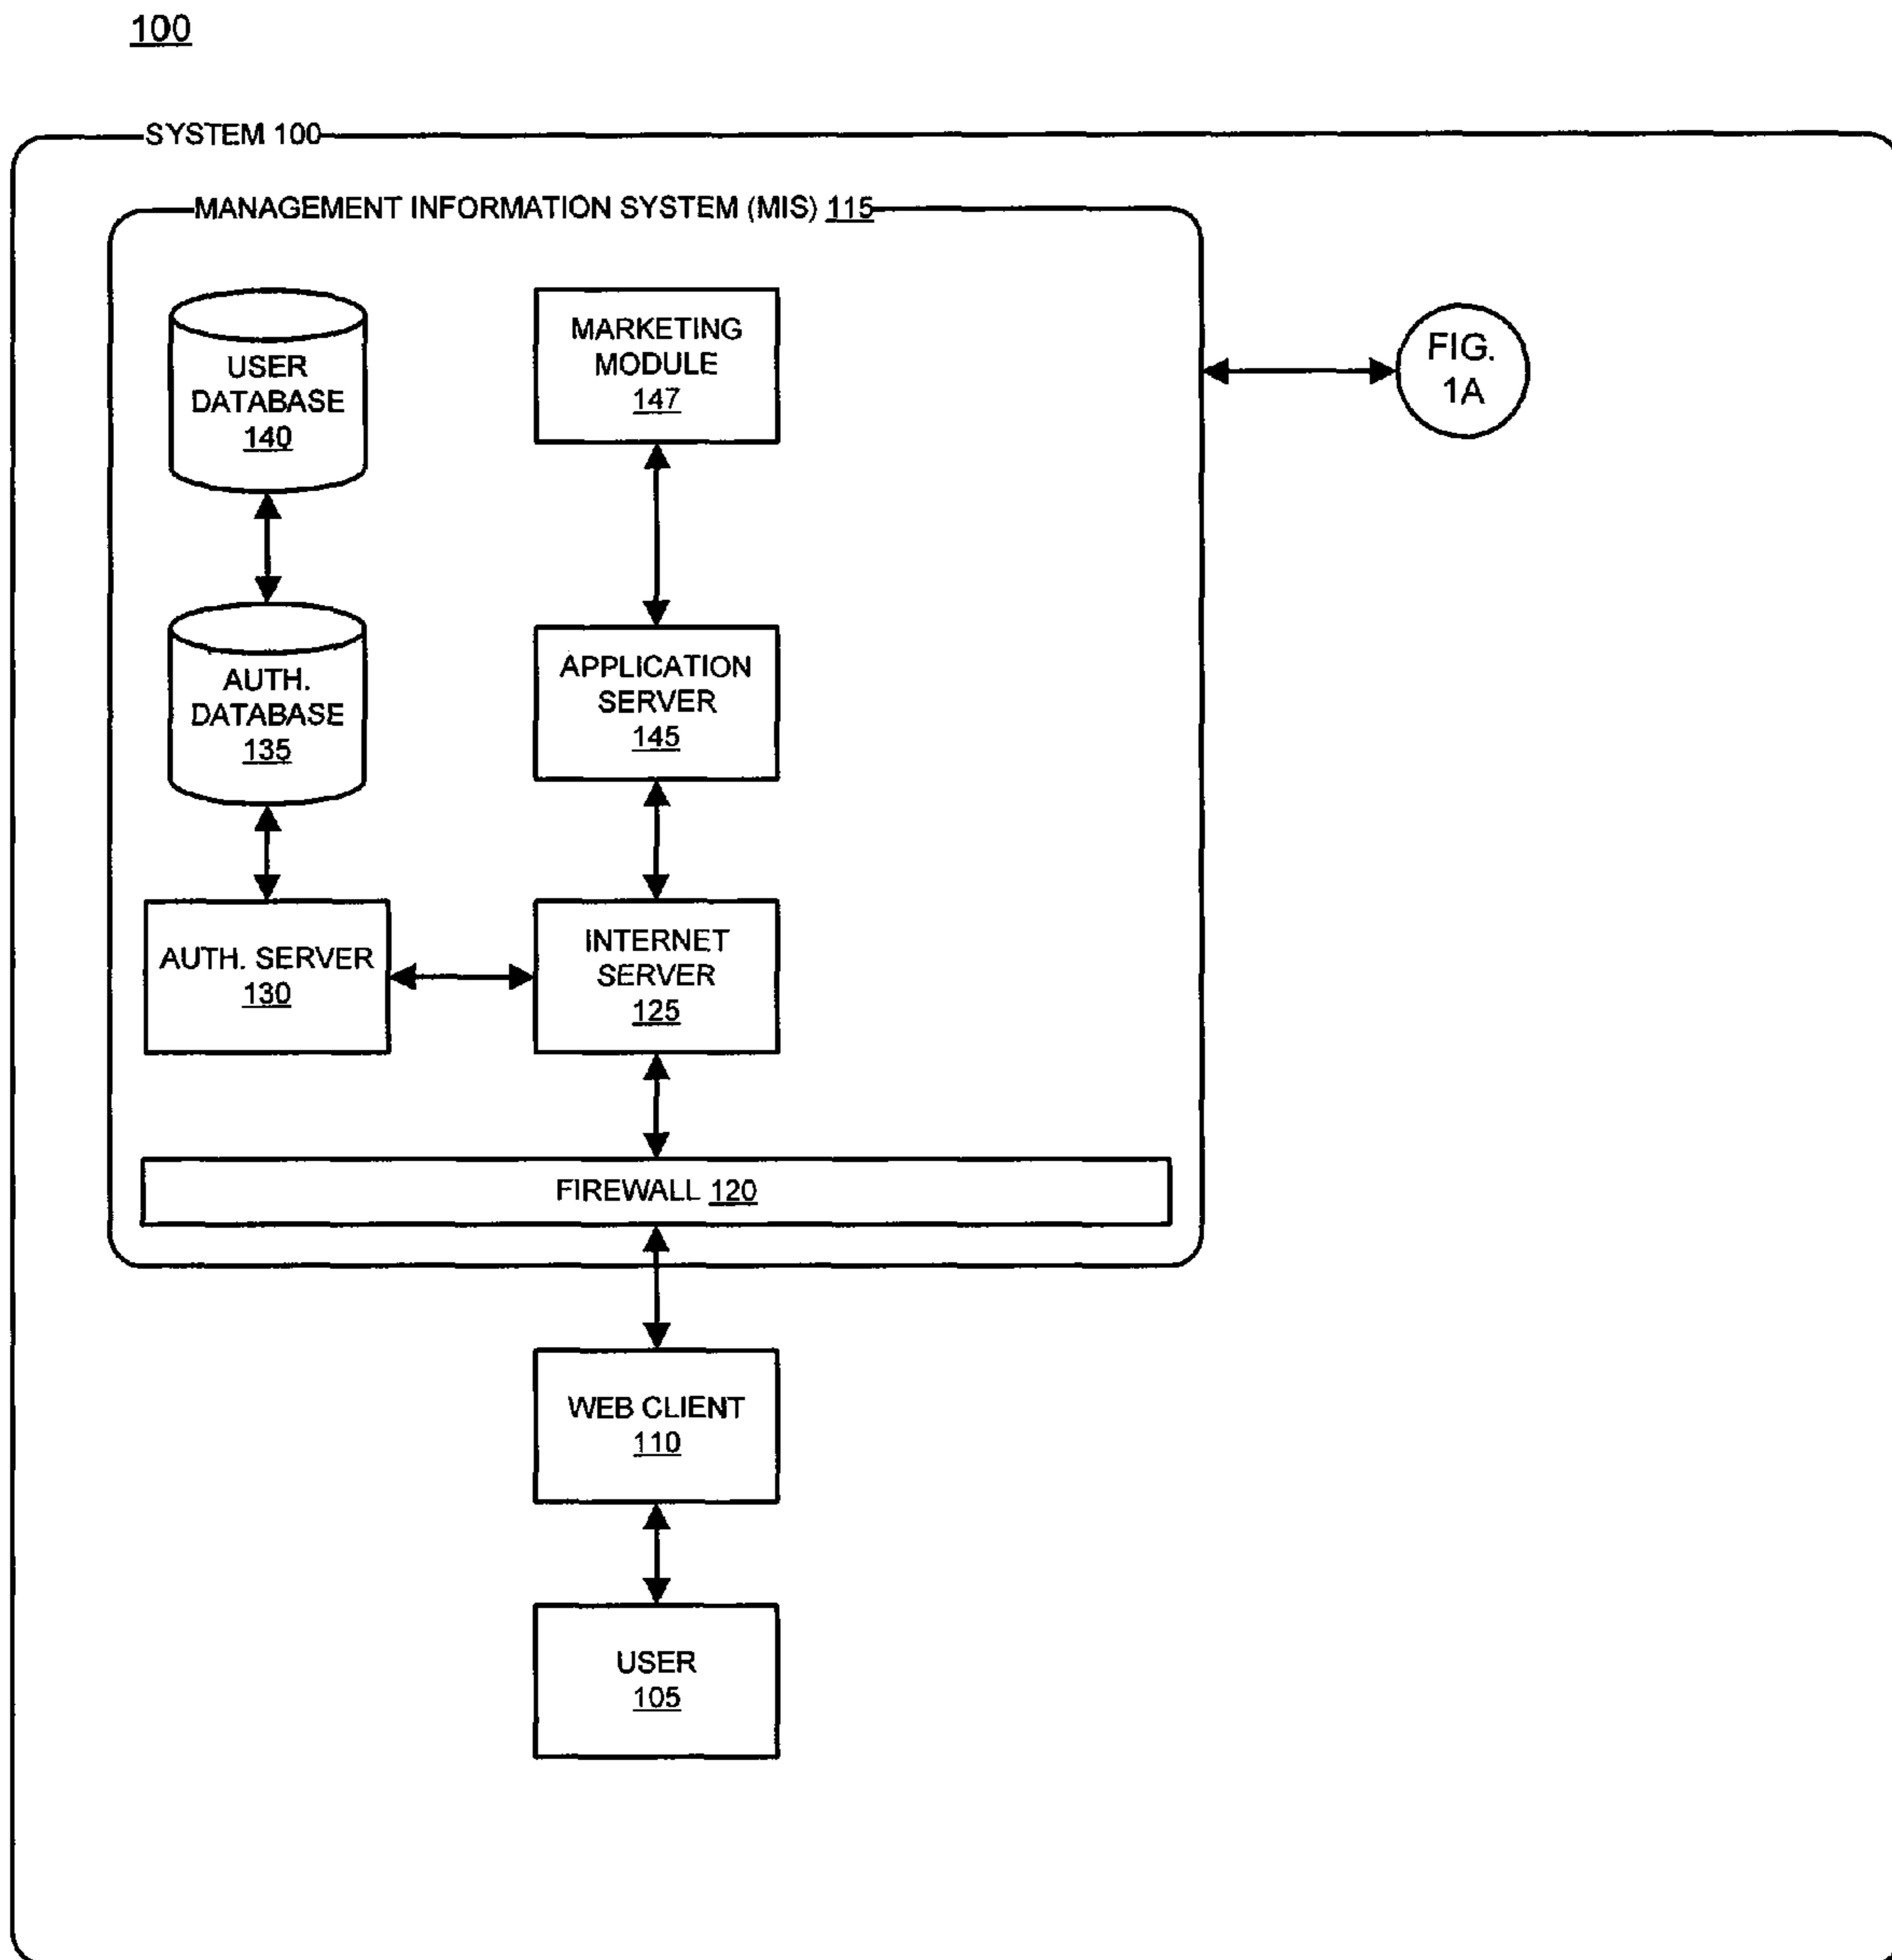 100
SYSTEM 100
MANAGEMENT INFORMATION SYSTEM (MIS) 115
USER
DATABASE
140
MARKETING
MODULE
147
FIG.
1A
AUTH.
DATABASE
135
APPLICATION
SERVER
145
AUTH. SERVER
130
INTERNET
SERVER
125
FIREWALL 120
WEB CLIENT
110
USER
105